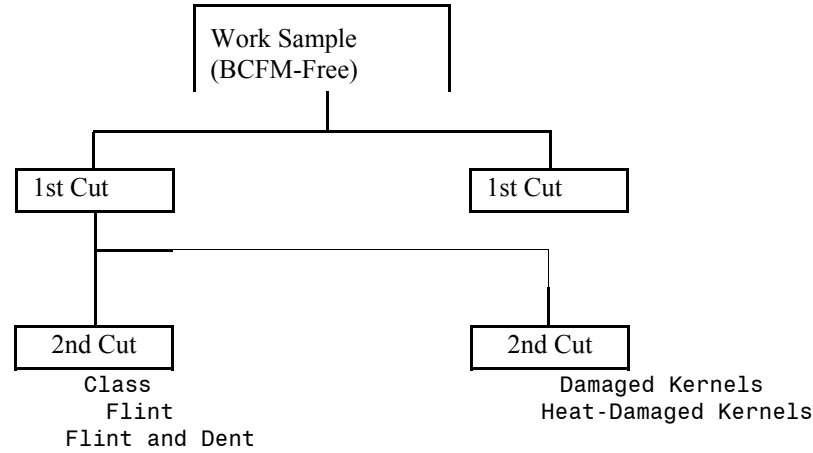 Work Sample
(BCFM-Free)
1st Cut
1st Cut
2nd Cut
2nd Cut
Class
Flint
Flint and Dent
Damaged Kernels
Heat-Damaged Kernels